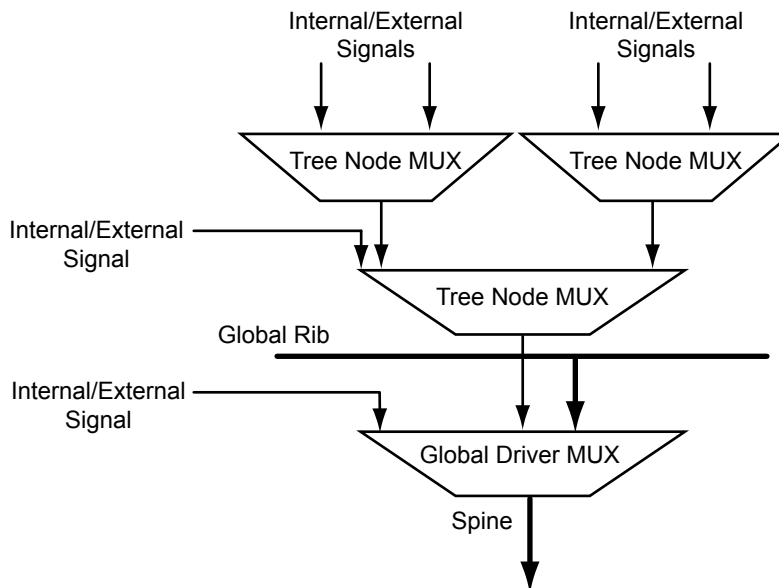 Internal/External
Signals
Internal/External
Signals
Tree Node MUX
Tree Node MUX
Internal/External
Signal
Tree Node MUX
Global Rib
Internal/External
Signal
Global Driver MUX
Spine